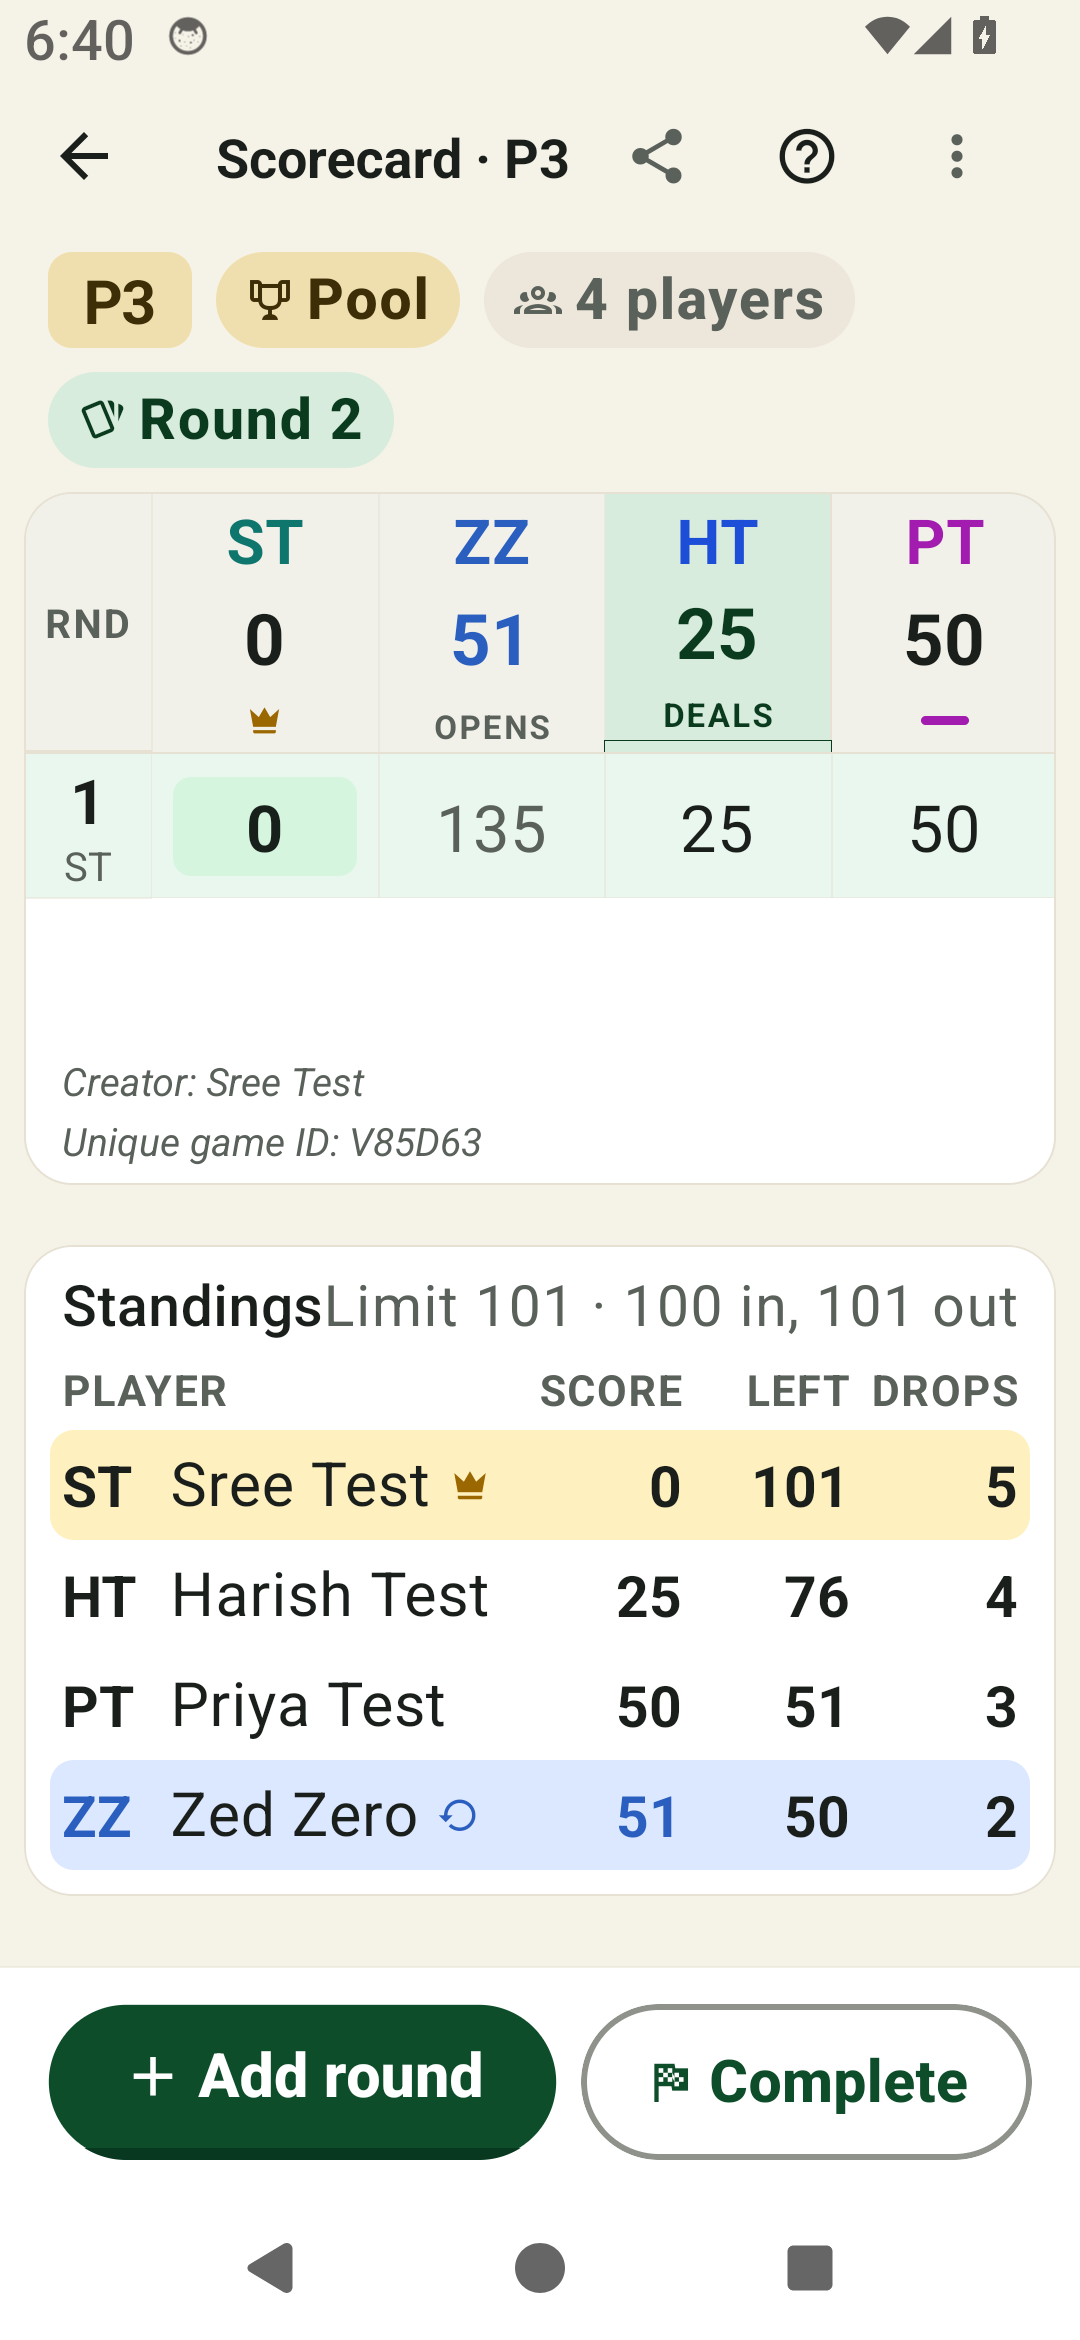 6:40
Scorecard · P3
P3
Pool
4 players
Round 2
RND ST ZZ HT PT
0 51 25 50
OPENS DEALS
1 0 135 25 50
ST
Creator: Sree Test
Unique game ID: V85D63
Standings Limit 101 · 100 in, 101 out
PLAYER SCORE LEFT DROPS
ST Sree Test 0 101 5
HT Harish Test 25 76 4
PT Priya Test 50 51 3
ZZ Zed Zero 51 50 2
Add round
Complete